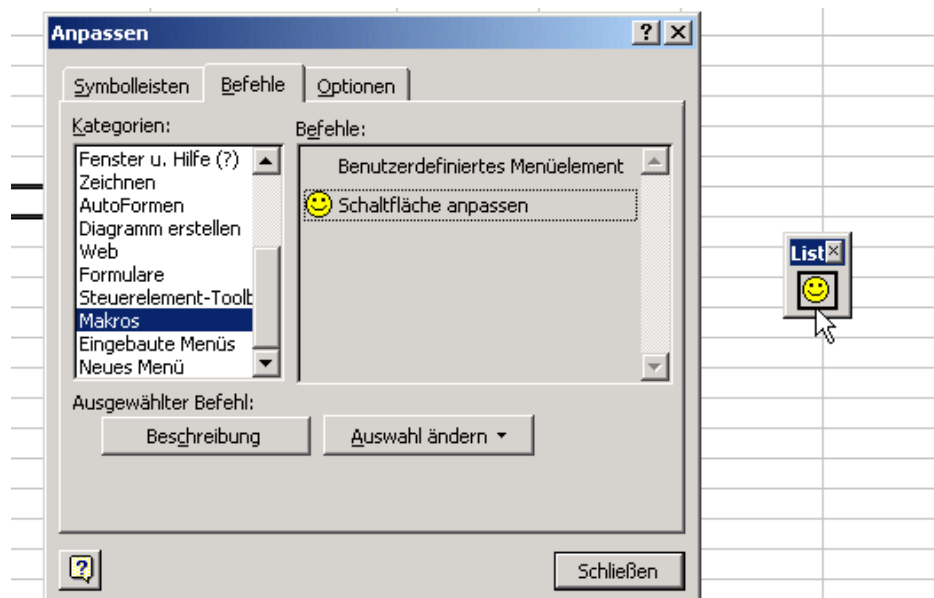 Anpassen
Symbolleisten Befehle Optionen
Kategorien:
Befehle:
Fenster u. Hilfe (?)
Zeichnen
AutoFormen
Diagramm erstellen
Web
Formulare
Steuerelement-Toolb
Makros
Eingebaute Menüs
Neues Menü
Benutzerdefiniertes Menüelement
Schaltfläche anpassen
Ausgewählter Befehl:
Beschreibung
Auswahl ändern
Schließen
List